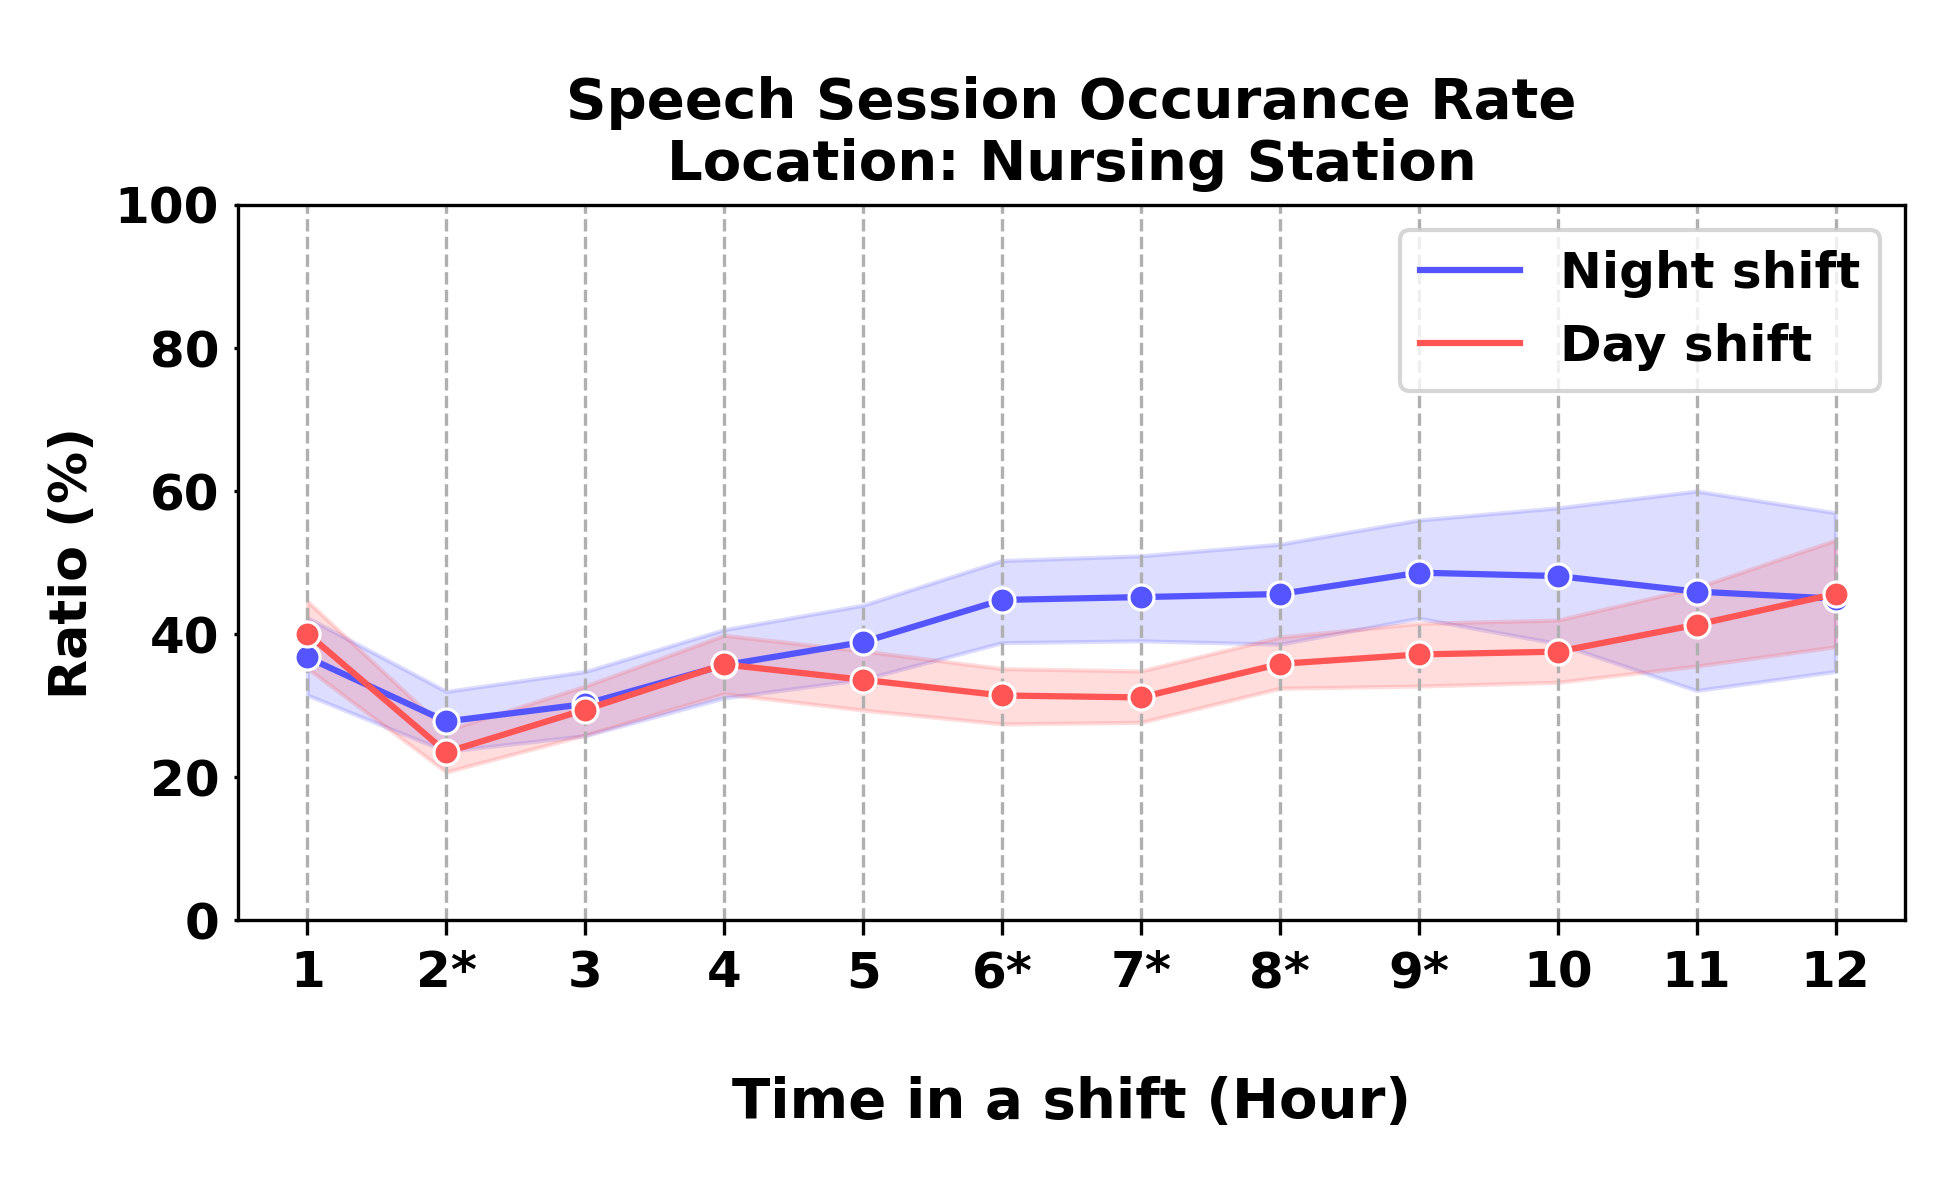 Speech Session Occurance Rate
Location: Nursing Station
100
80
60
40
20
0
Ratio (%)
Night shift
Day shift
1 2* 3 4 5 6* 7* 8* 9* 10 11 12
Time in a shift (Hour)